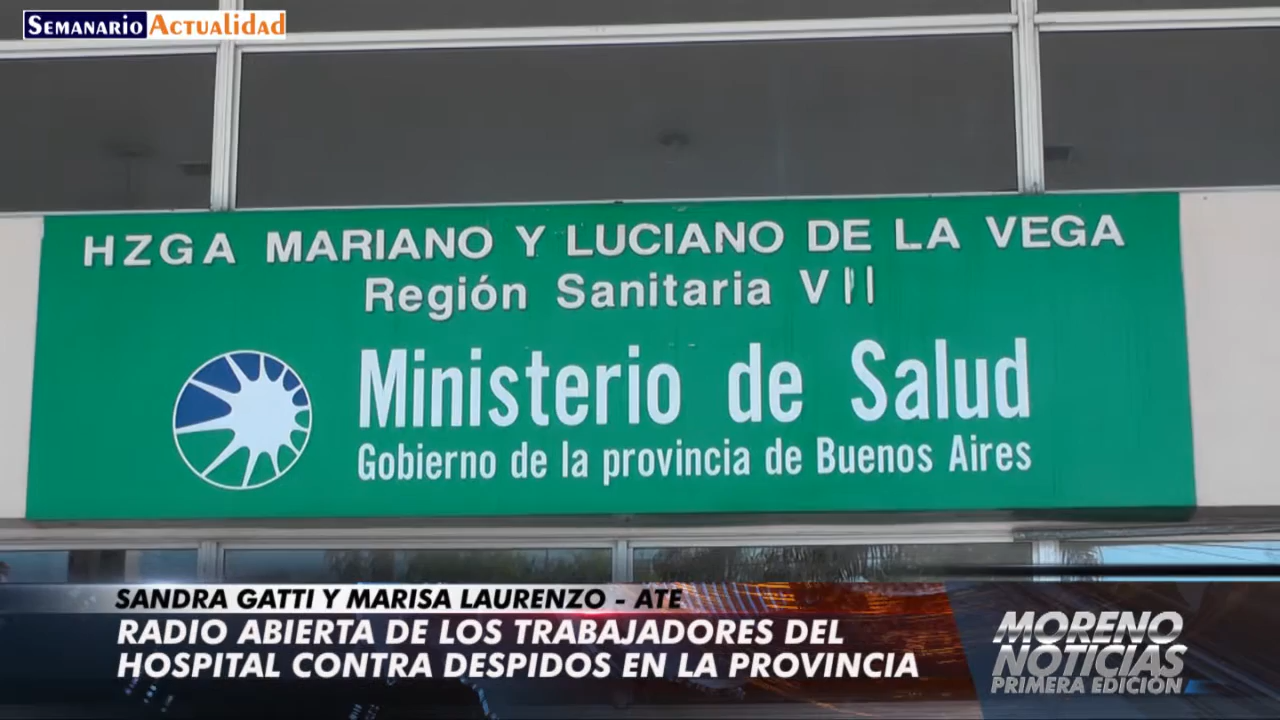 SEMANARIO ACTUALIDAD
HZGA MARIANO Y LUCIANO DE LA VEGA
Región Sanitaria VII
Ministerio de Salud
Gobierno de la provincia de Buenos Aires
SANDRA GATTI Y MARISA LAURENZO - ATE
RADIO ABIERTA DE LOS TRABAJADORES DEL
HOSPITAL CONTRA DESPIDOS EN LA PROVINCIA
MORENO
NOTICIAS
PRIMERA EDICIÓN